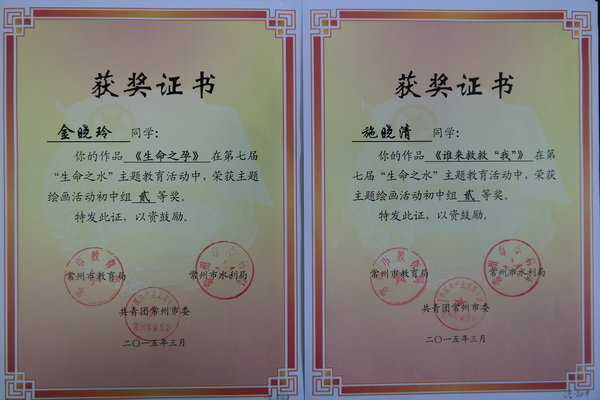 获奖证书
金晓玲 同学：
你的作品《生命之孕》在第七届
“生命之水”主题教育活动中，荣获主题
绘画活动初中组 贰 等奖。
特发此证，以资鼓励。
常州市教育局 常州市水利局
共青团常州市委
二〇一五年三月
获奖证书
施晓清 同学：
你的作品《谁来救救“我”》在第
七届“生命之水”主题教育活动中，荣获
主题绘画活动初中组 贰 等奖。
特发此证，以资鼓励。
常州市教育局 常州市水利局
共青团常州市委
二〇一五年三月